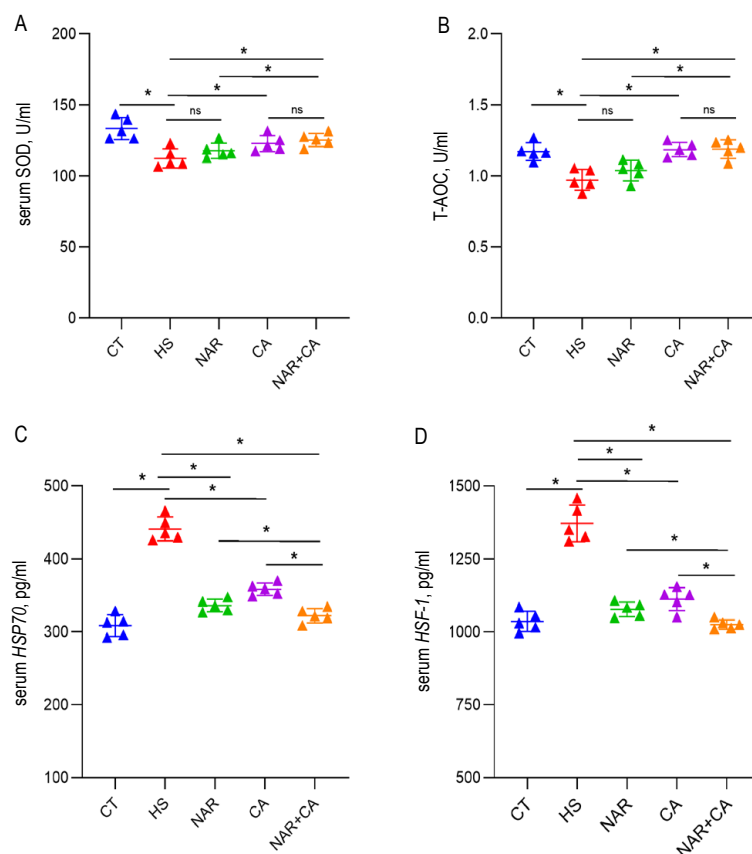 A
serum SOD, U/ml
200
150
100
50
0
*
*
*
*
*
ns
ns
CT
HS
NAR
CA
NAR+CA
B
T-AOC, U/ml
2.0
1.5
1.0
0.5
0.0
*
*
*
*
ns
ns
CT
HS
NAR
CA
NAR+CA
C
serum HSP70, pg/ml
500
400
300
200
100
*
*
*
*
*
*
CT
HS
NAR
CA
NAR+CA
D
serum HSF-1, pg/ml
1500
1250
1000
750
500
*
*
*
*
*
*
CT
HS
NAR
CA
NAR+CA